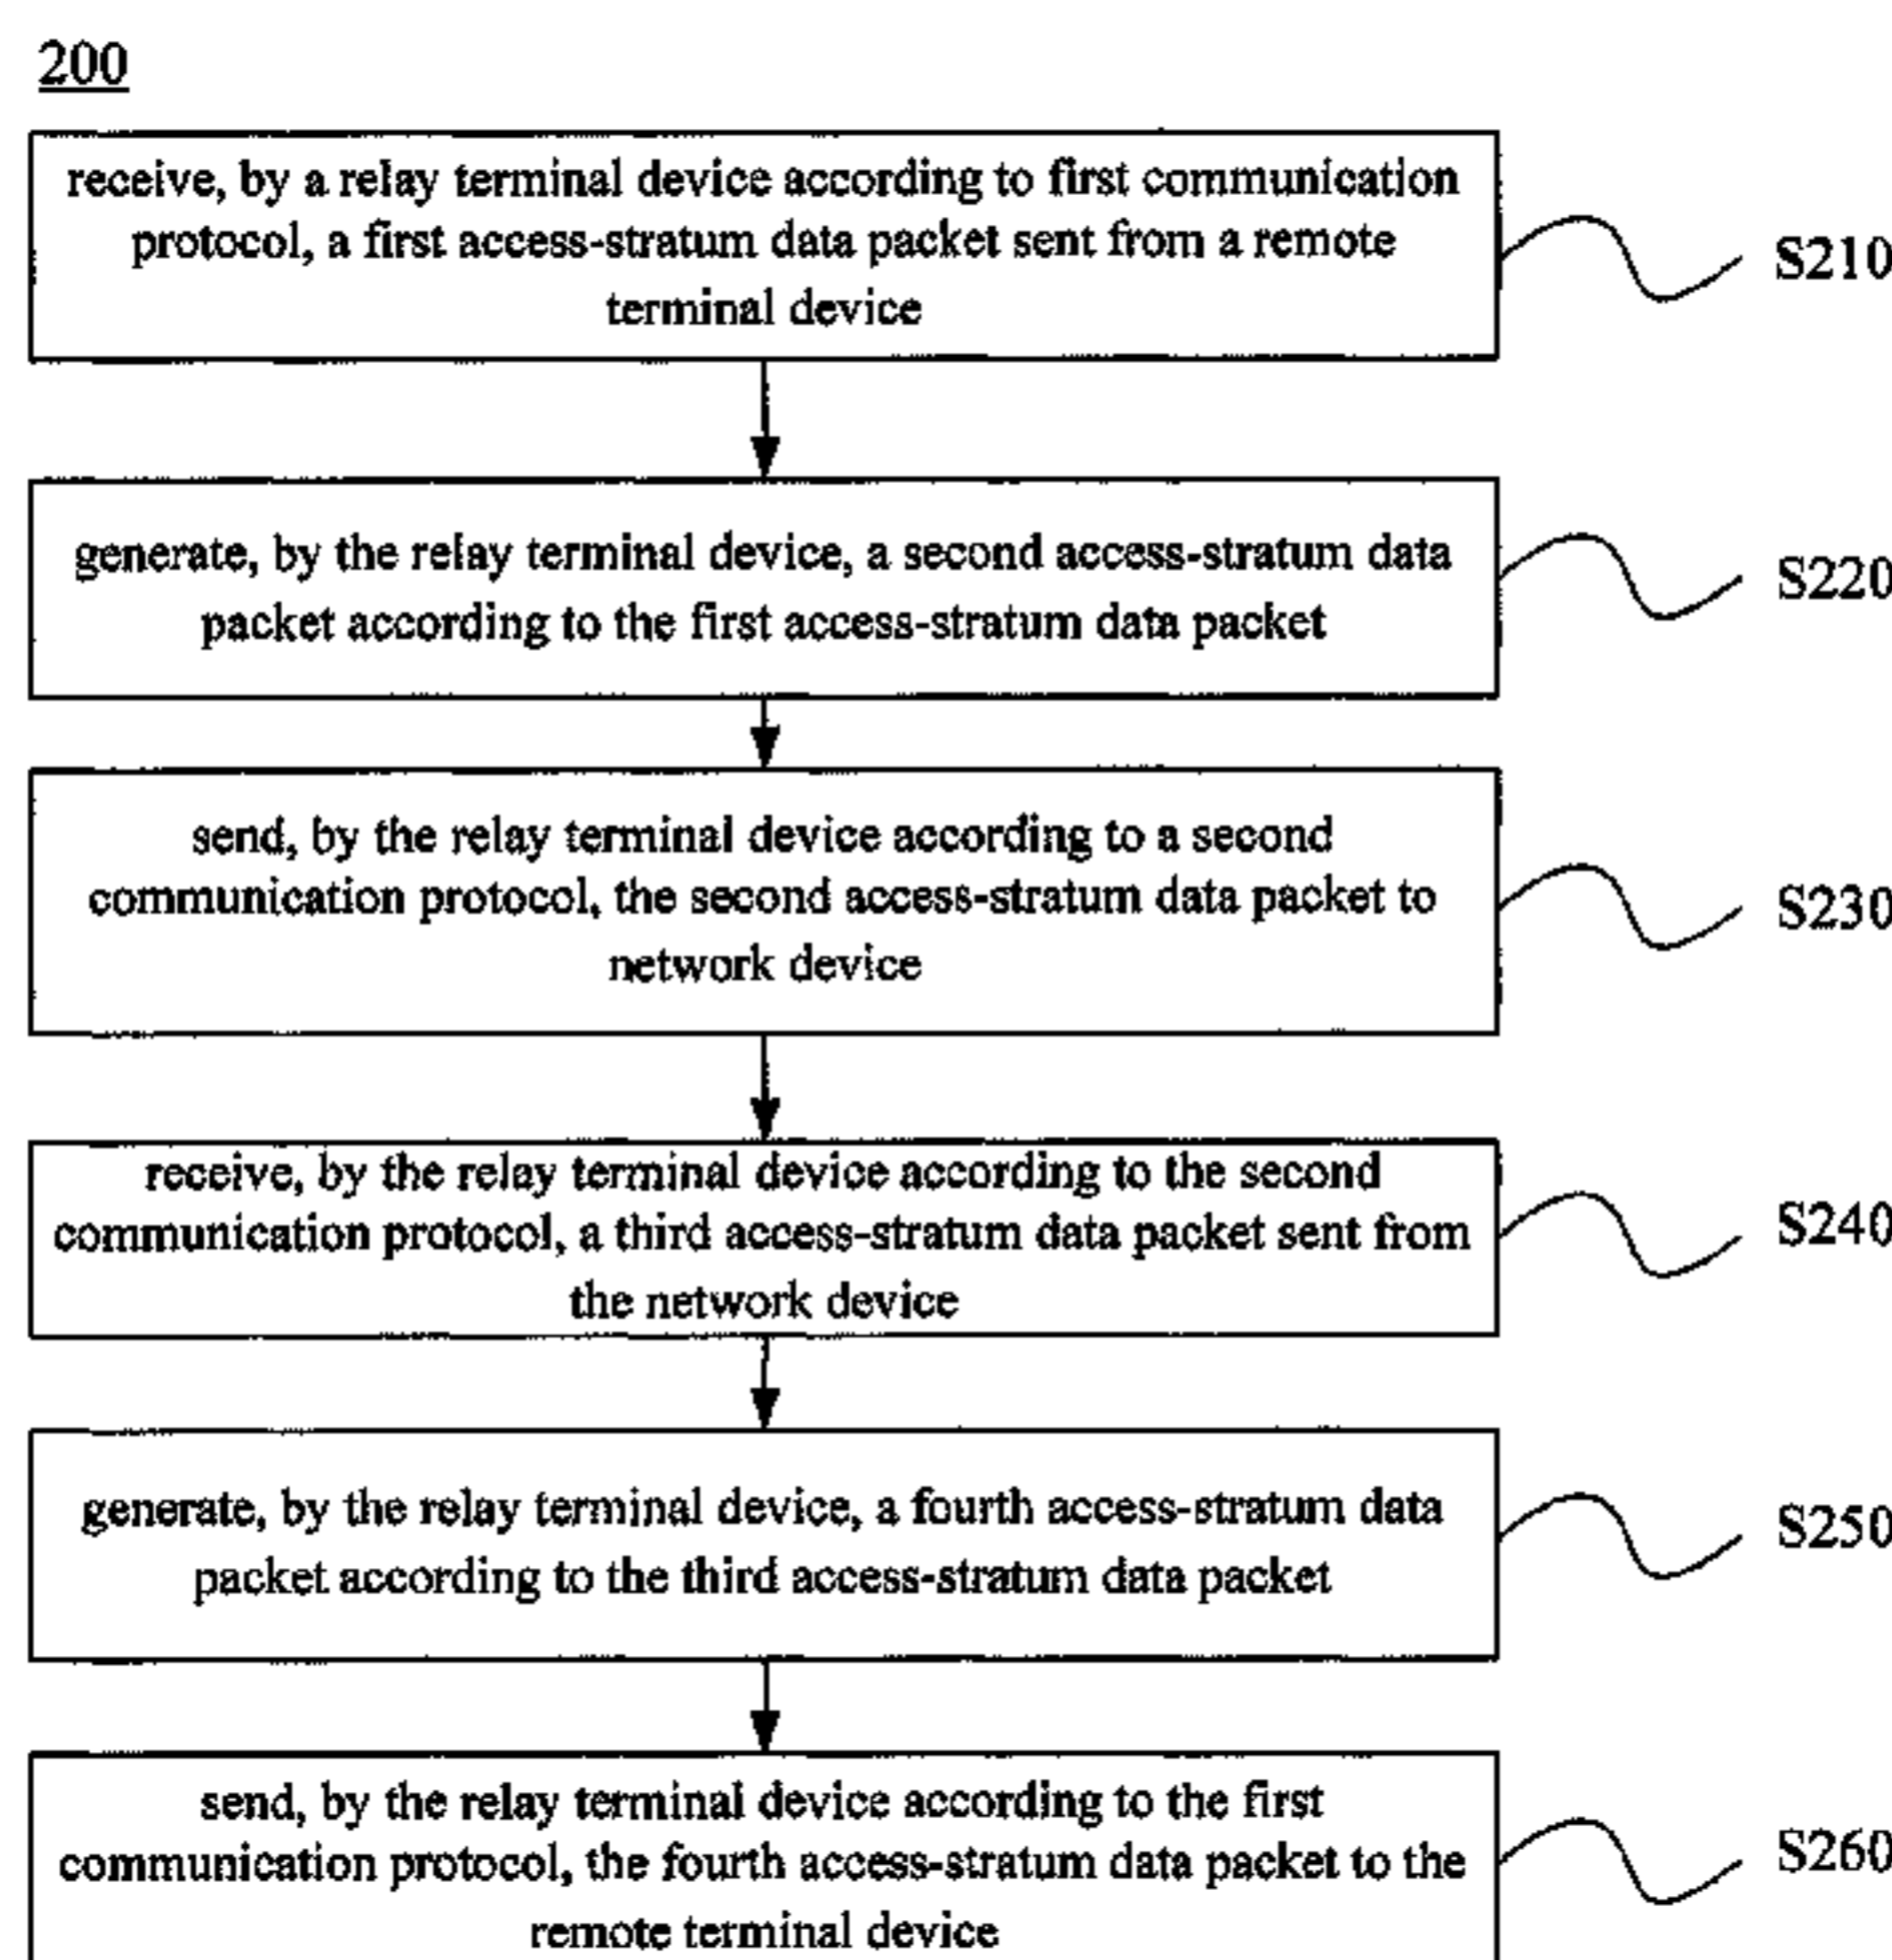 200
receive, by a relay terminal device according to first communication
protocol, a first access-stratum data packet sent from a remote
terminal device
S210
generate, by the relay terminal device, a second access-stratum data
packet according to the first access-stratum data packet
S220
send, by the relay terminal device according to a second
communication protocol, the second access-stratum data packet to
network device
S230
receive, by the relay terminal device according to the second
communication protocol, a third access-stratum data packet sent from
the network device
S240
generate, by the relay terminal device, a fourth access-stratum data
packet according to the third access-stratum data packet
S250
send, by the relay terminal device according to the first
communication protocol, the fourth access-stratum data packet to the
remote terminal device
S260